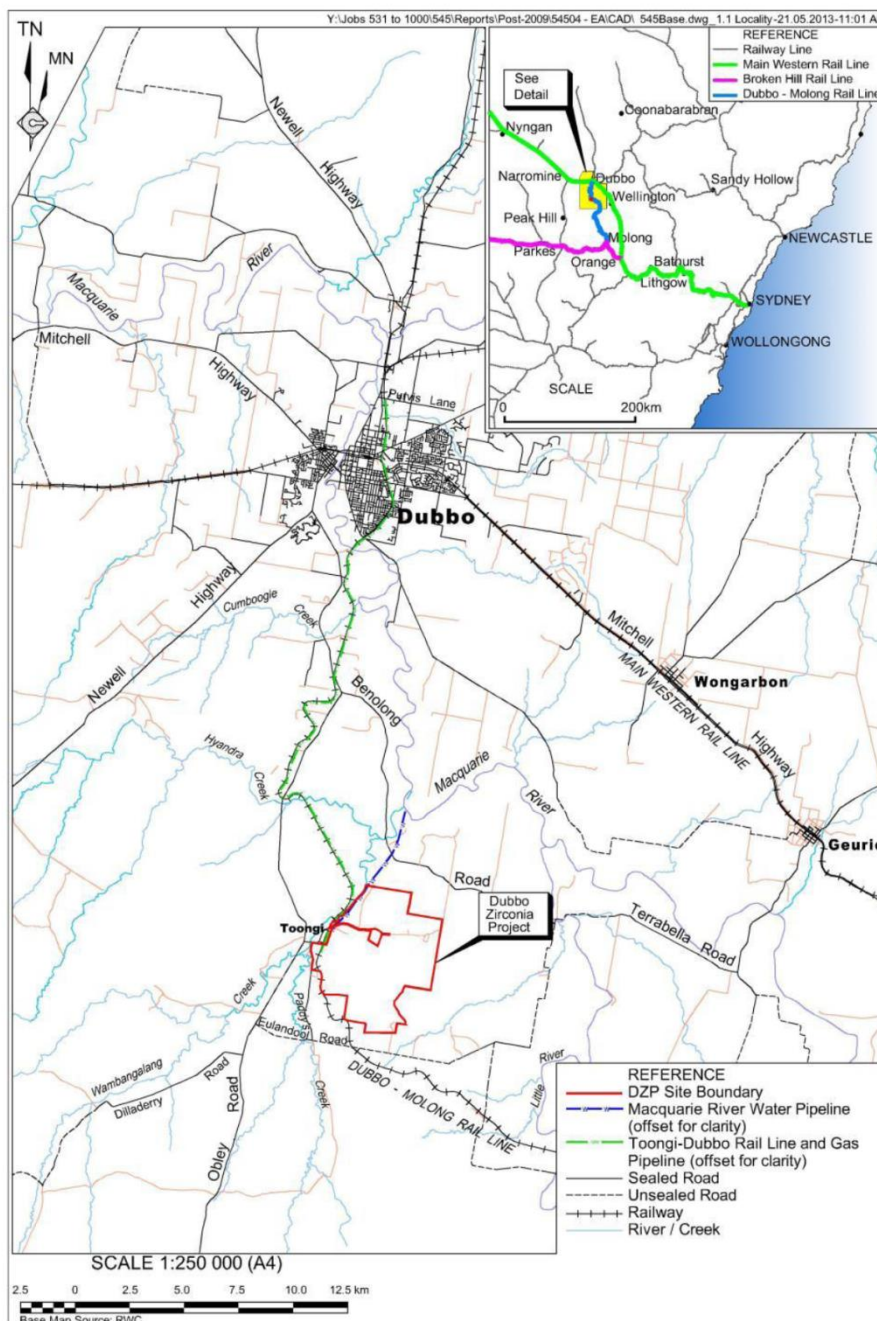 Y:\Jobs 531 to 1000\545\Reports\Post-2009\54504 - EA\CAD\ 545Base.dwg_1.1 Locality-21.05.2013-11:01 A
TN
MN
REFERENCE
Railway Line
Main Western Rail Line
Broken Hill Rail Line
Dubbo - Molong Rail Line
See
Detail
Coonabarabran
Nyngan
Narromine
Dubbo
Sandy Hollow
Wellington
Peak Hill
Molong
NEWCASTLE
Parkes
Orange
Bathurst
Lithgow
SYDNEY
WOLLONGONG
SCALE
0
200km
Newell
Highway
Macquarie
River
Mitchell
Highway
Purvis Lane
Dubbo
Highway
Newell
Cumboogle
Creek
Benolong
Mitchell
Highway
MAIN WESTERN RAIL LINE
Wongarbon
Hyandra
Creek
Macquarie
River
Geurie
Road
Dubbo
Zirconia
Project
Terrabella Road
Toongi
Creek
Paddys
Creek
Eulandool Road
Wambangalang
Dilladerry
Road
Obley
Road
DUBBO - MOLONG RAIL LINE
Little
River
REFERENCE
DZP Site Boundary
Macquarie River Water Pipeline
(offset for clarity)
Toongi-Dubbo Rail Line and Gas
Pipeline (offset for clarity)
Sealed Road
Unsealed Road
Railway
River / Creek
SCALE 1:250 000 (A4)
2.5
0
2.5
5.0
7.5
10.0
12.5 km
Base Map Source: RWC